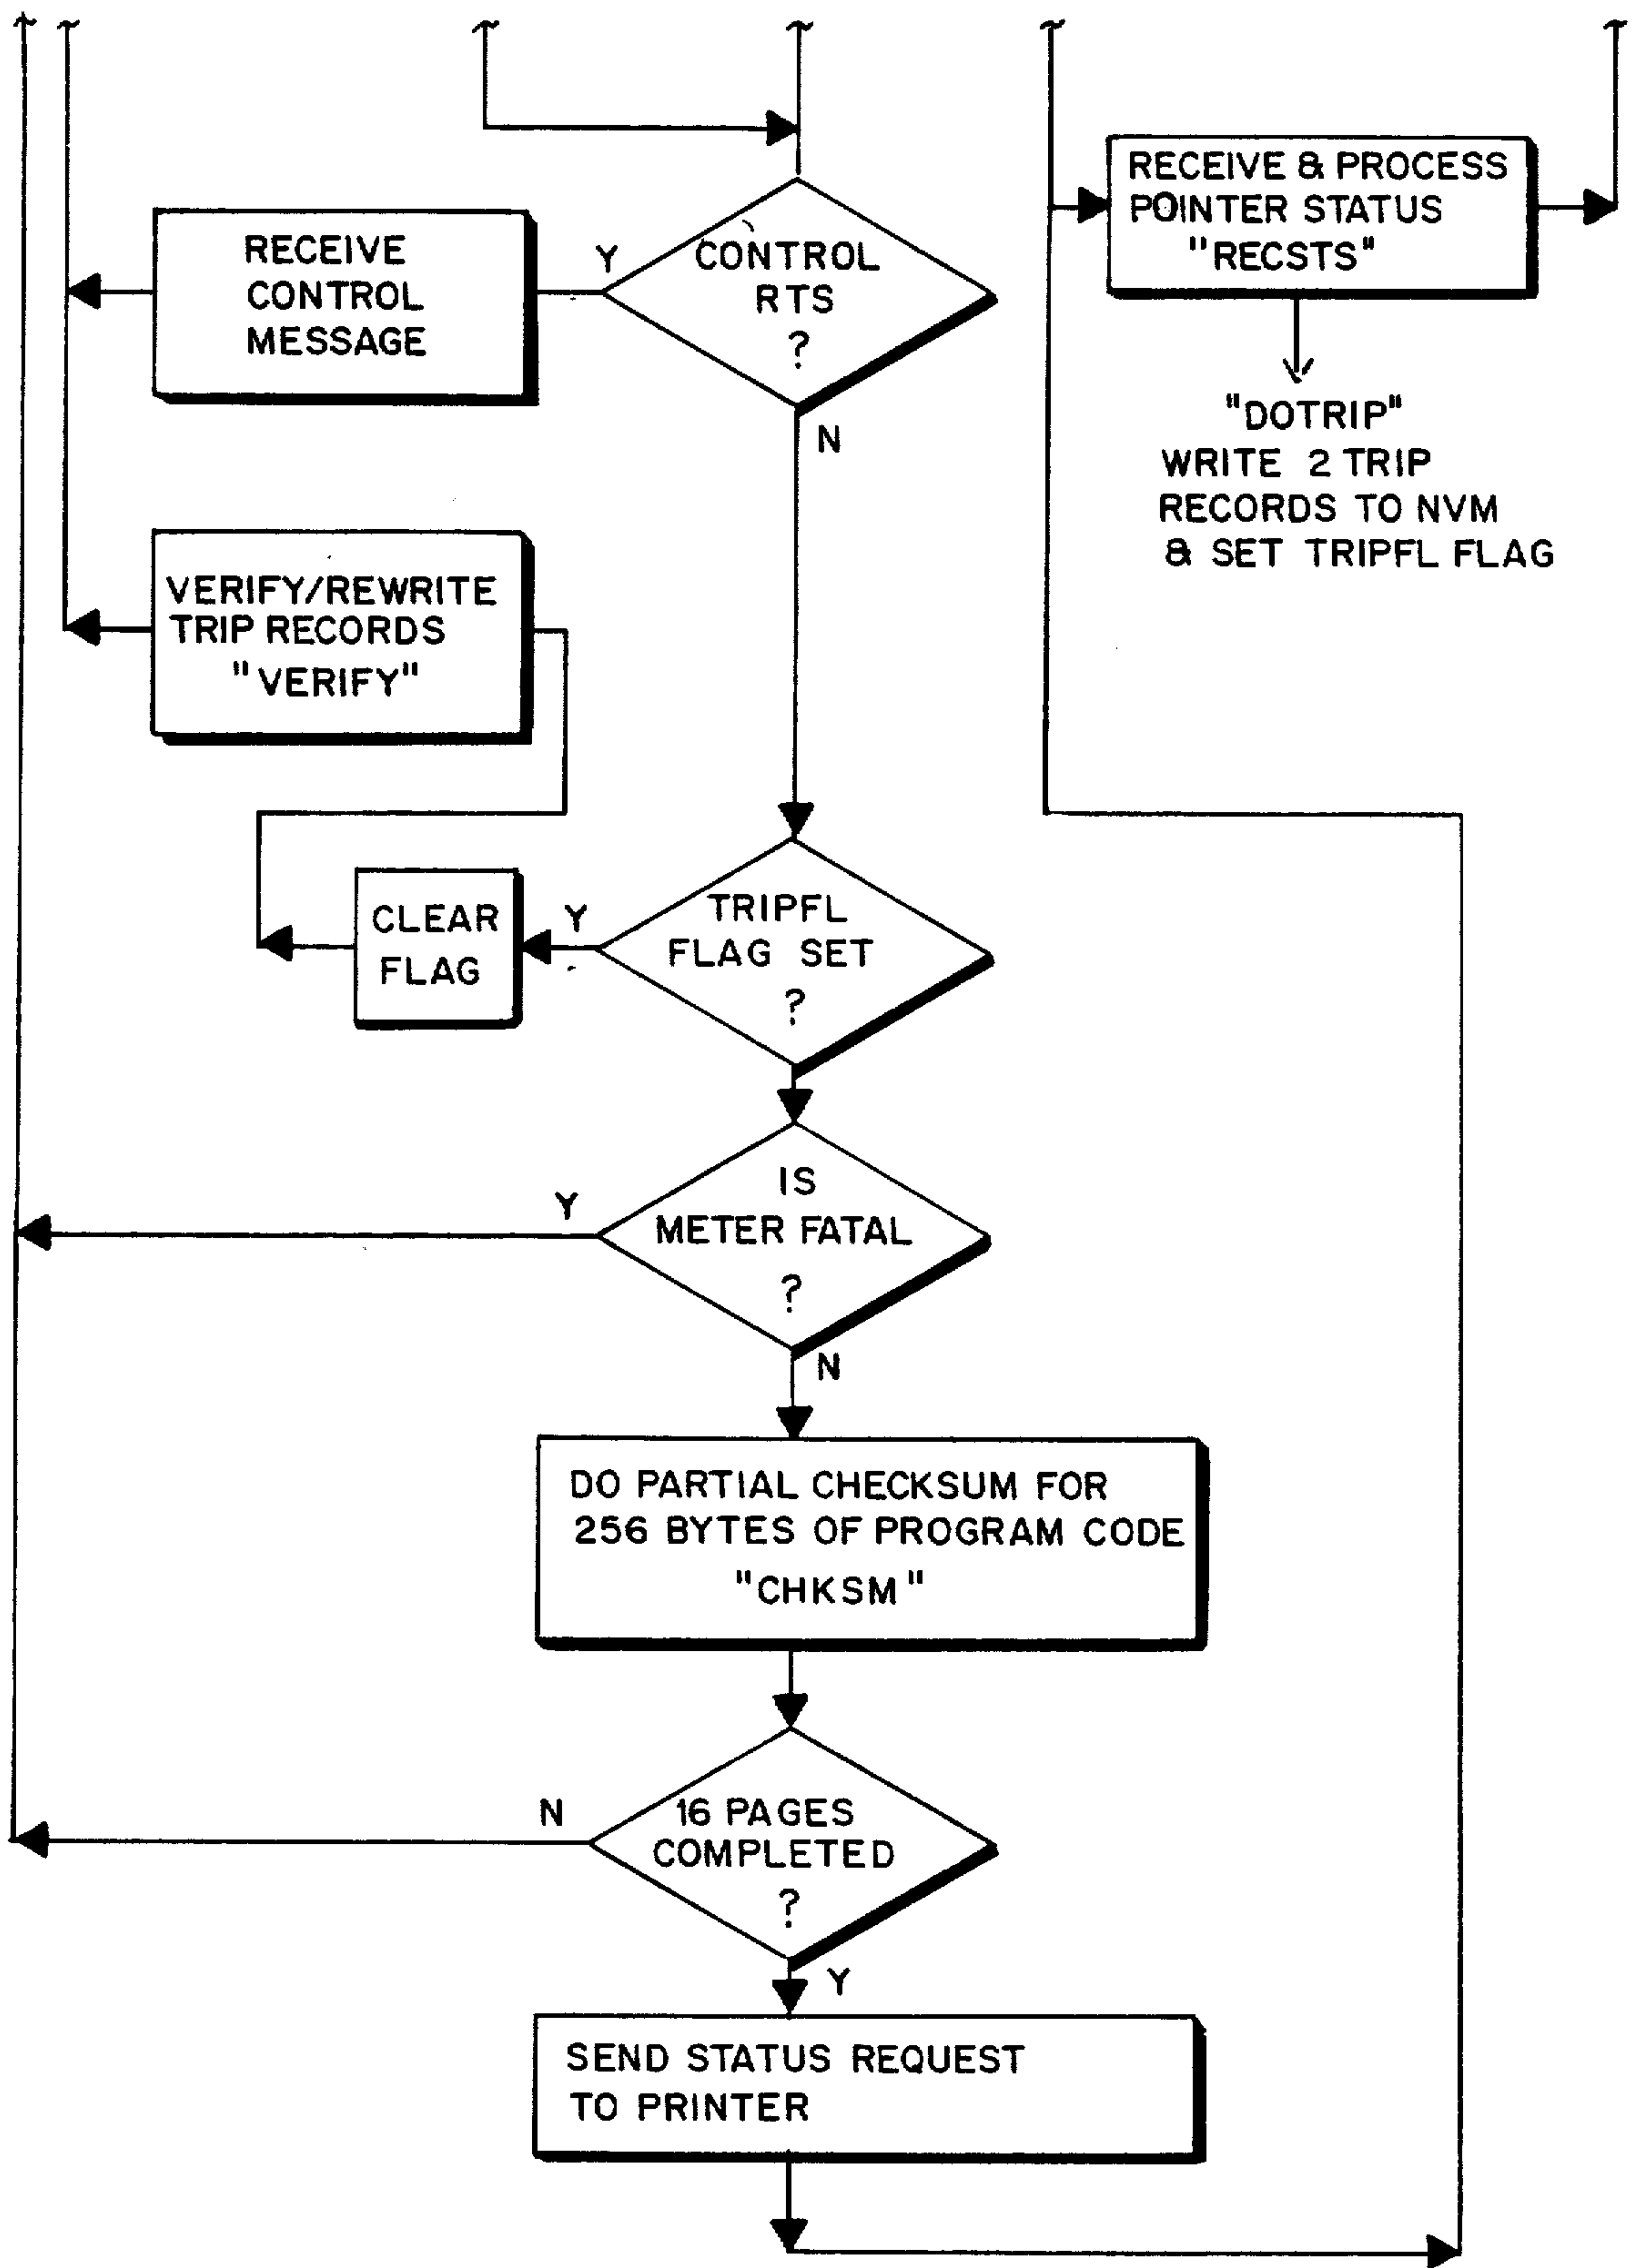 RECEIVE & PROCESS
POINTER STATUS
"RECSTS"
RECEIVE
CONTROL
MESSAGE
Y
CONTROL
RTS
?
N
"DOTRIP"
WRITE 2 TRIP
RECORDS TO NVM
& SET TRIPFL FLAG
VERIFY/REWRITE
TRIP RECORDS
"VERIFY"
CLEAR
FLAG
Y
TRIPFL
FLAG SET
?
Y
IS
METER FATAL
?
N
DO PARTIAL CHECKSUM FOR
256 BYTES OF PROGRAM CODE
"CHKSM"
N
16 PAGES
COMPLETED
?
Y
SEND STATUS REQUEST
TO PRINTER